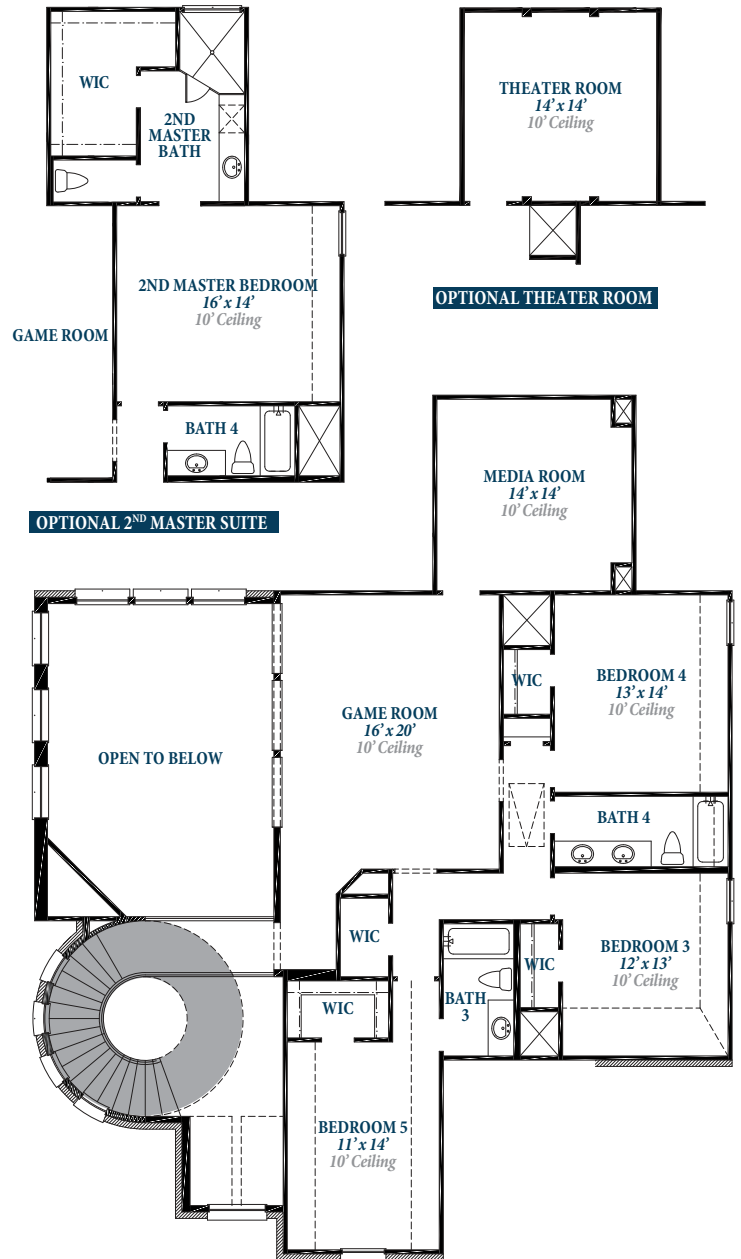 WIC
2ND
MASTER
BATH
2ND MASTER BEDROOM
16' x 14'
10' Ceiling
GAME ROOM
BATH 4
OPTIONAL 2ND MASTER SUITE
THEATER ROOM
14' x 14'
10' Ceiling
OPTIONAL THEATER ROOM
MEDIA ROOM
14' x 14'
10' Ceiling
OPEN TO BELOW
GAME ROOM
16' x 20'
10' Ceiling
WIC
BEDROOM 4
13' x 14'
10' Ceiling
BATH 4
WIC
WIC
BATH
3
WIC
BEDROOM 3
12' x 13'
10' Ceiling
BEDROOM 5
11' x 14'
10' Ceiling